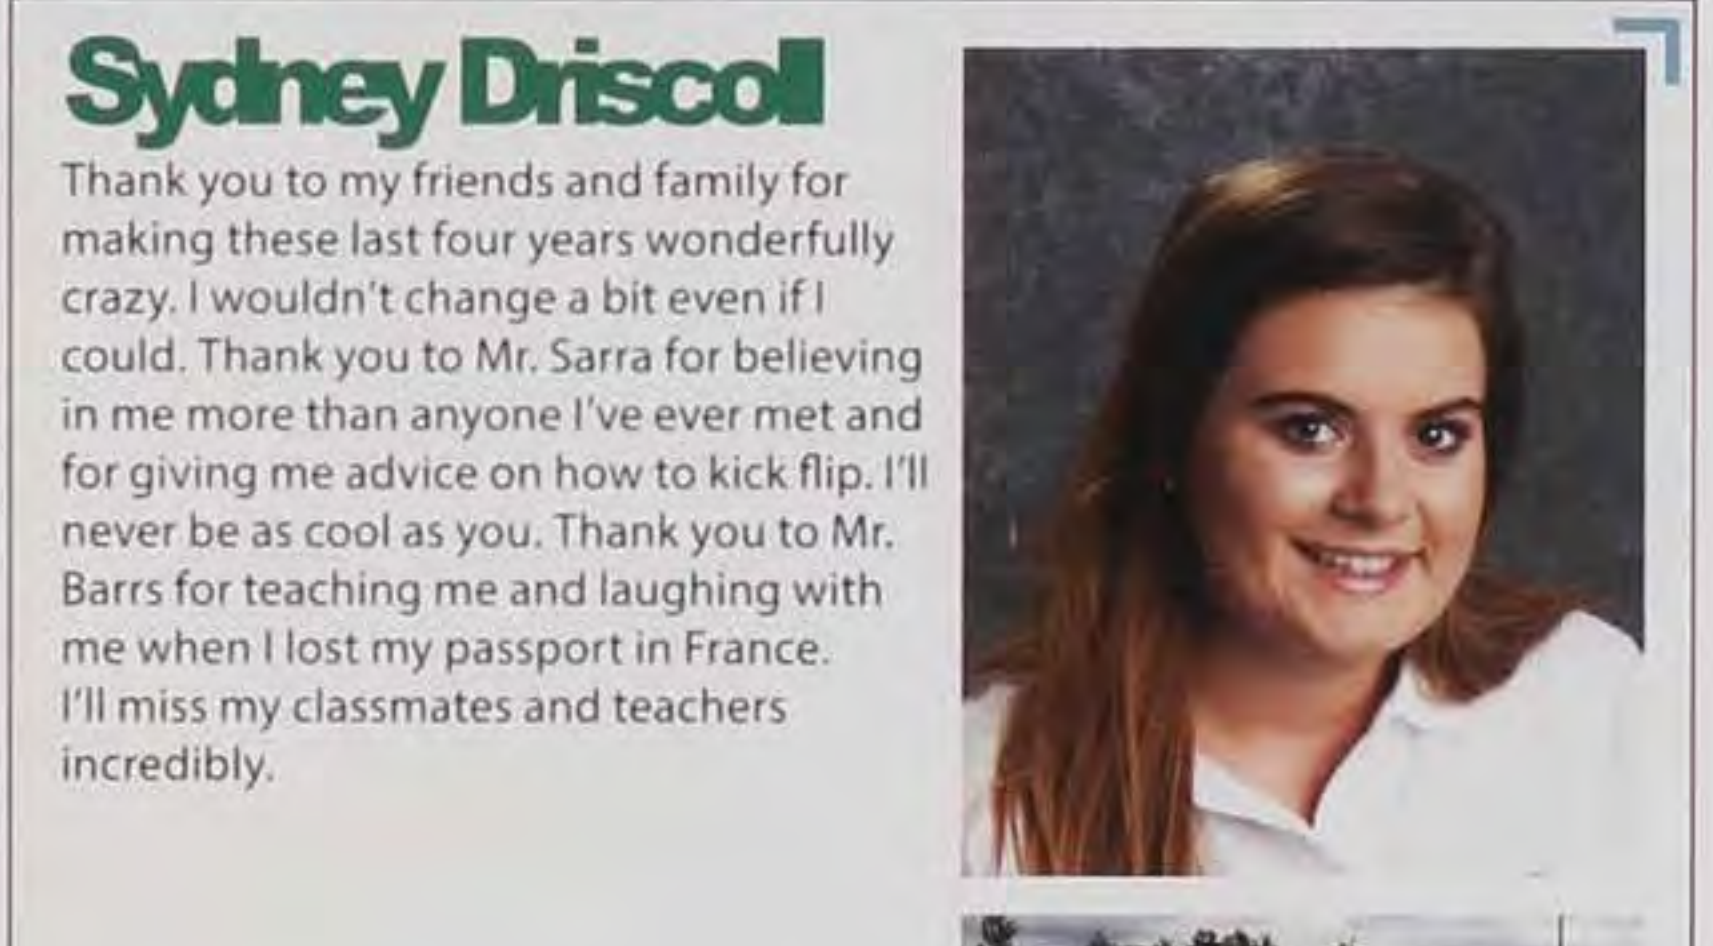 Sydney Driscoll
Thank you to my friends and family for
making these last four years wonderfully
crazy. I wouldn't change a bit even if I
could. Thank you to Mr. Sarra for believing
in me more than anyone I've ever met and
for giving me advice on how to kick flip. I'll
never be as cool as you. Thank you to Mr.
Barrs for teaching me and laughing with
me when I lost my passport in France.
I'll miss my classmates and teachers
incredibly.